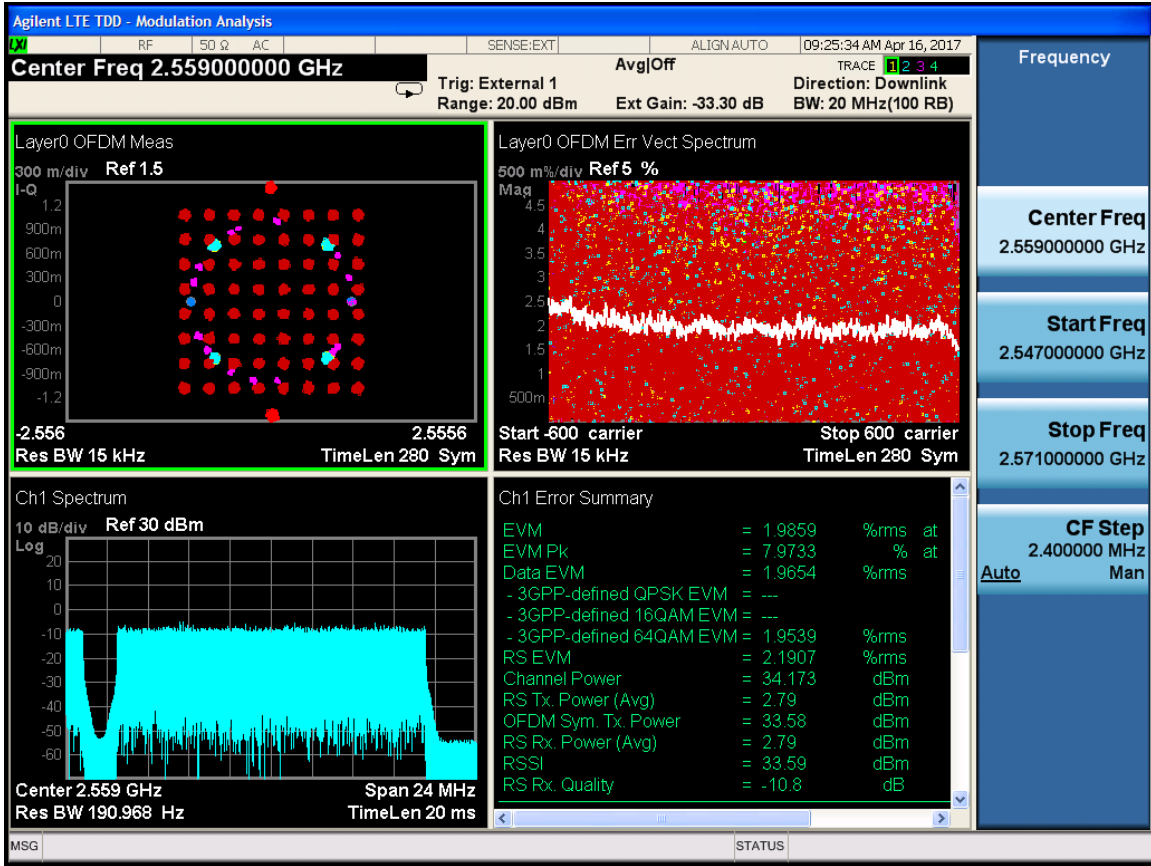 Agilent LTE TDD - Modulation Analysis
LXI RF 50 Ω AC SENSE:EXT ALIGN AUTO 09:25:34 AM Apr 16, 2017
Center Freq 2.559000000 GHz
Avg|Off
TRACE 1 2 3 4
Trig: External 1
Direction: Downlink
Range: 20.00 dBm Ext Gain: -33.30 dB BW: 20 MHz(100 RB)
Layer0 OFDM Meas
300 m/div Ref 1.5
I-Q
1.2
900m
600m
300m
0
-300m
-600m
-900m
-1.2
-2.556 2.5556
Res BW 15 kHz TimeLen 280 Sym
Layer0 OFDM Err Vect Spectrum
500 m%/div Ref 5 %
Mag
4.5
4
3.5
3
2.5
2
1.5
1
500m
Start -600 carrier Stop 600 carrier
Res BW 15 kHz TimeLen 280 Sym
Ch1 Spectrum
10 dB/div Ref 30 dBm
Log
20
10
0
-10
-20
-30
-40
-50
-60
Center 2.559 GHz Span 24 MHz
Res BW 190.968 Hz TimeLen 20 ms
Ch1 Error Summary
EVM = 1.9859 %rms at
EVM Pk = 7.9733 % at
Data EVM = 1.9654 %rms
- 3GPP-defined QPSK EVM = ---
- 3GPP-defined 16QAM EVM = ---
- 3GPP-defined 64QAM EVM = 1.9539 %rms
RS EVM = 2.1907 %rms
Channel Power = 34.173 dBm
RS Tx. Power (Avg) = 2.79 dBm
OFDM Sym. Tx. Power = 33.58 dBm
RS Rx. Power (Avg) = 2.79 dBm
RSSI = 33.59 dBm
RS Rx. Quality = -10.8 dB
Frequency
Center Freq
2.559000000 GHz
Start Freq
2.547000000 GHz
Stop Freq
2.571000000 GHz
CF Step
2.400000 MHz
Auto Man
MSG STATUS